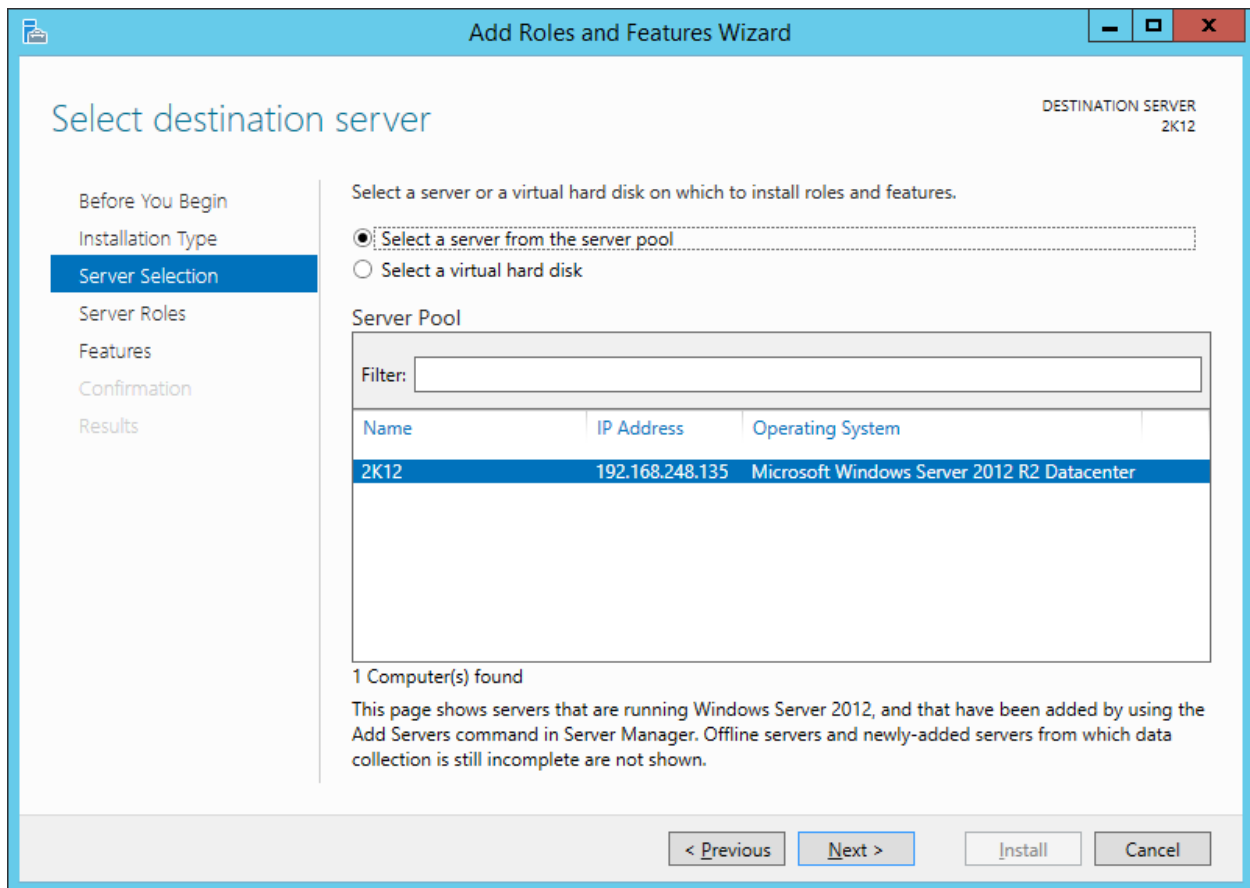 Add Roles and Features Wizard
Select destination server
DESTINATION SERVER
2K12
Before You Begin
Installation Type
Server Selection
Server Roles
Features
Confirmation
Results
Select a server or a virtual hard disk on which to install roles and features.
Select a server from the server pool
Select a virtual hard disk
Server Pool
Filter:
Name IP Address Operating System
2K12 192.168.248.135 Microsoft Windows Server 2012 R2 Datacenter
1 Computer(s) found
This page shows servers that are running Windows Server 2012, and that have been added by using the
Add Servers command in Server Manager. Offline servers and newly-added servers from which data
collection is still incomplete are not shown.
< Previous Next > Install Cancel